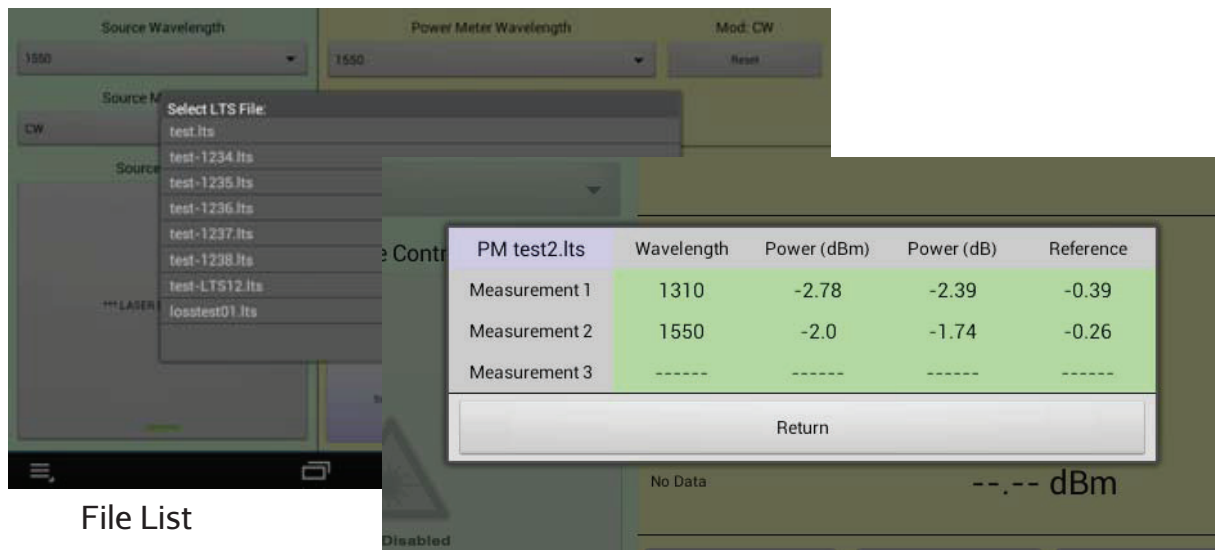 Source Wavelength
Power Meter Wavelength
Mod: CW
1550
1550
Reset
Source M
CW
Select LTS File:
test.lts
test-1234.lts
test-1235.lts
test-1236.lts
test-1237.lts
test-1238.lts
test-LTS12.lts
losstest01.lts
Source
*** LASER
File List
e Contr
PM test2.lts Wavelength Power (dBm) Power (dB) Reference
Measurement 1 1310 -2.78 -2.39 -0.39
Measurement 2 1550 -2.0 -1.74 -0.26
Measurement 3 ------ ------ ------ ------
Return
No Data
--.-- dBm
Disabled